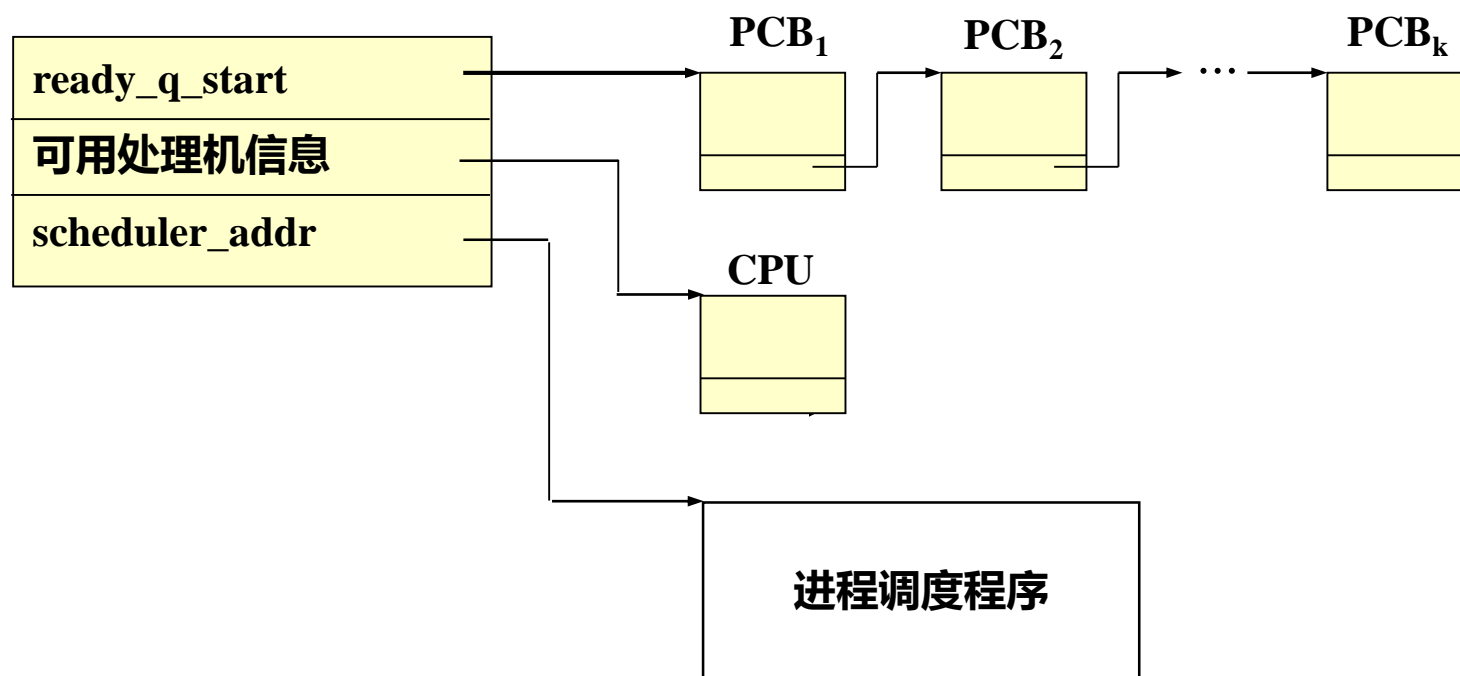 PCB₁ PCB₂ PCBₖ
ready_q_start
...
可用处理机信息
scheduler_addr
CPU
进程调度程序